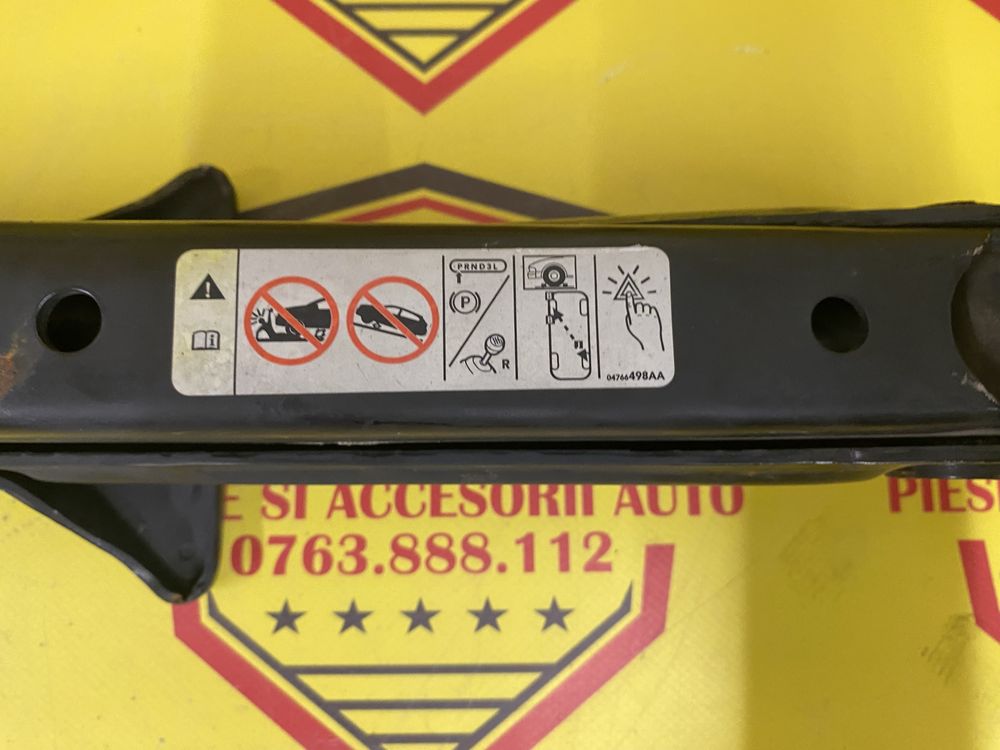 PRND3L
P
R
04766498AA
E SI ACCESORII AUTO
0763.888.112
PIES